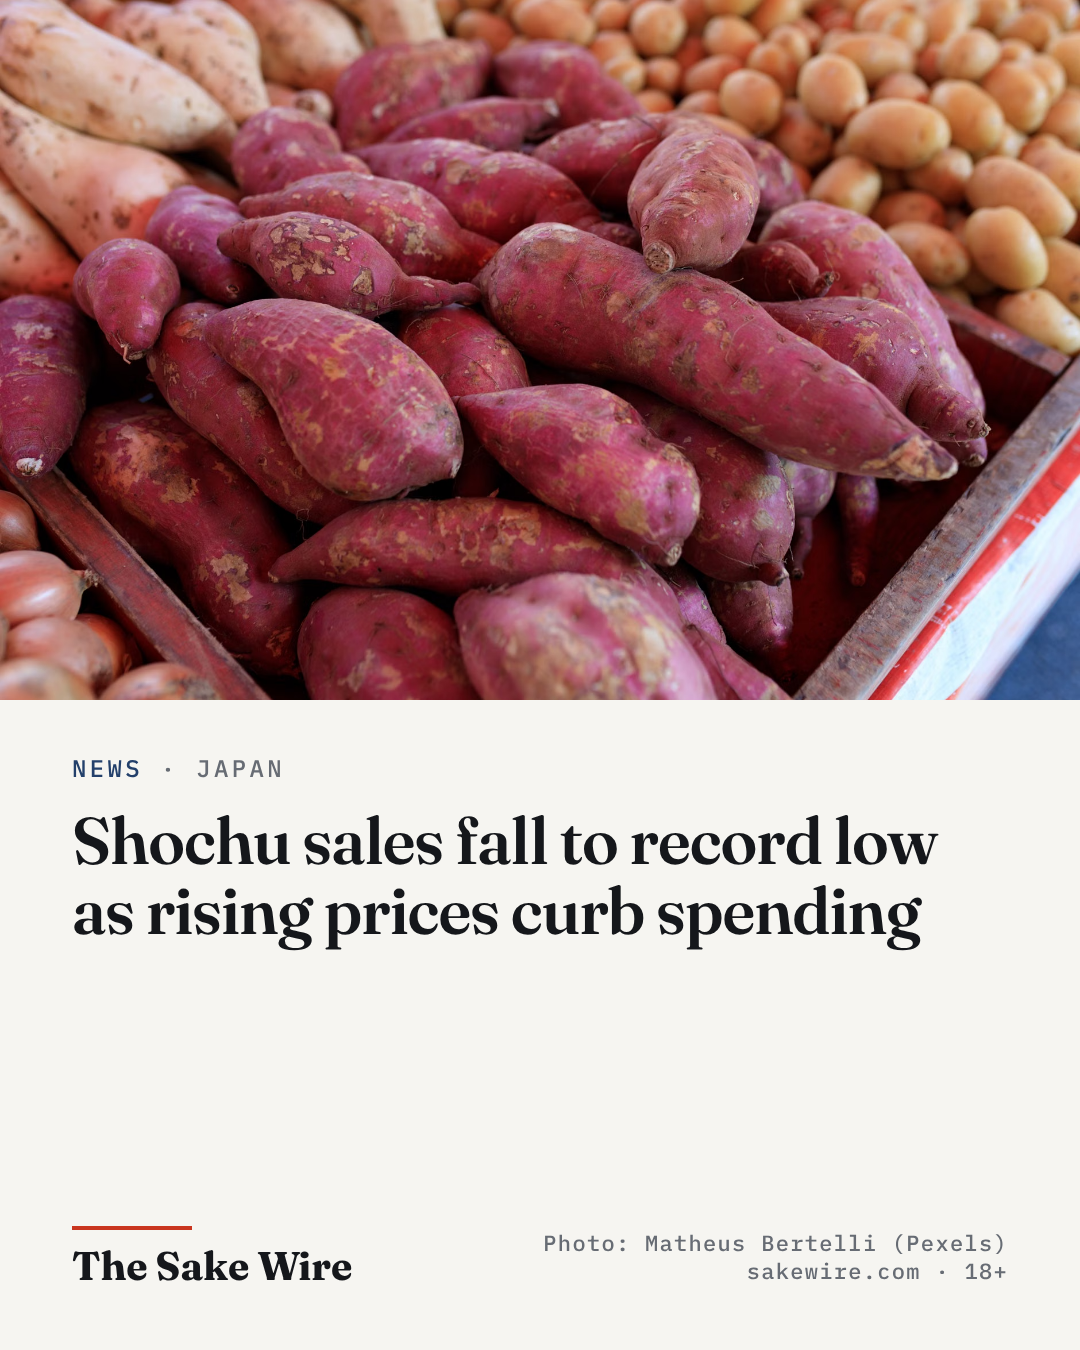 NEWS · JAPAN
Shochu sales fall to record low
as rising prices curb spending
The Sake Wire
Photo: Matheus Bertelli (Pexels)
sakewire.com · 18+